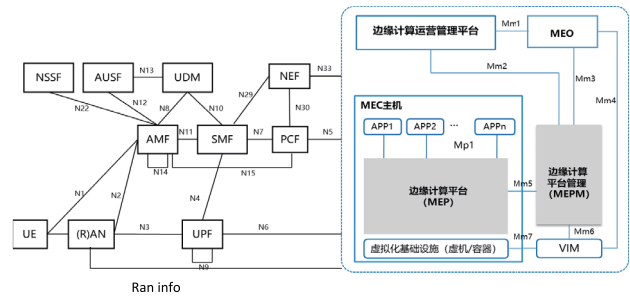 边缘计算运营管理平台
Mm1
MEO
N33
Mm2
Mm3
Mm4
NSSF
AUSF
N13
UDM
NEF
N29
N22
N12
N8
N10
N30
MEC主机
APP1
APP2
...
APPn
Mp1
AMF
N11
SMF
N7
PCF
N5
N14
N15
边缘计算平台
(MEP)
Mm5
边缘计算
平台管理
(MEPM)
N1
N2
N4
Mm6
UE
(R)AN
N3
UPF
N6
虚拟化基础设施（虚机/容器）
Mm7
VIM
N9
Ran info